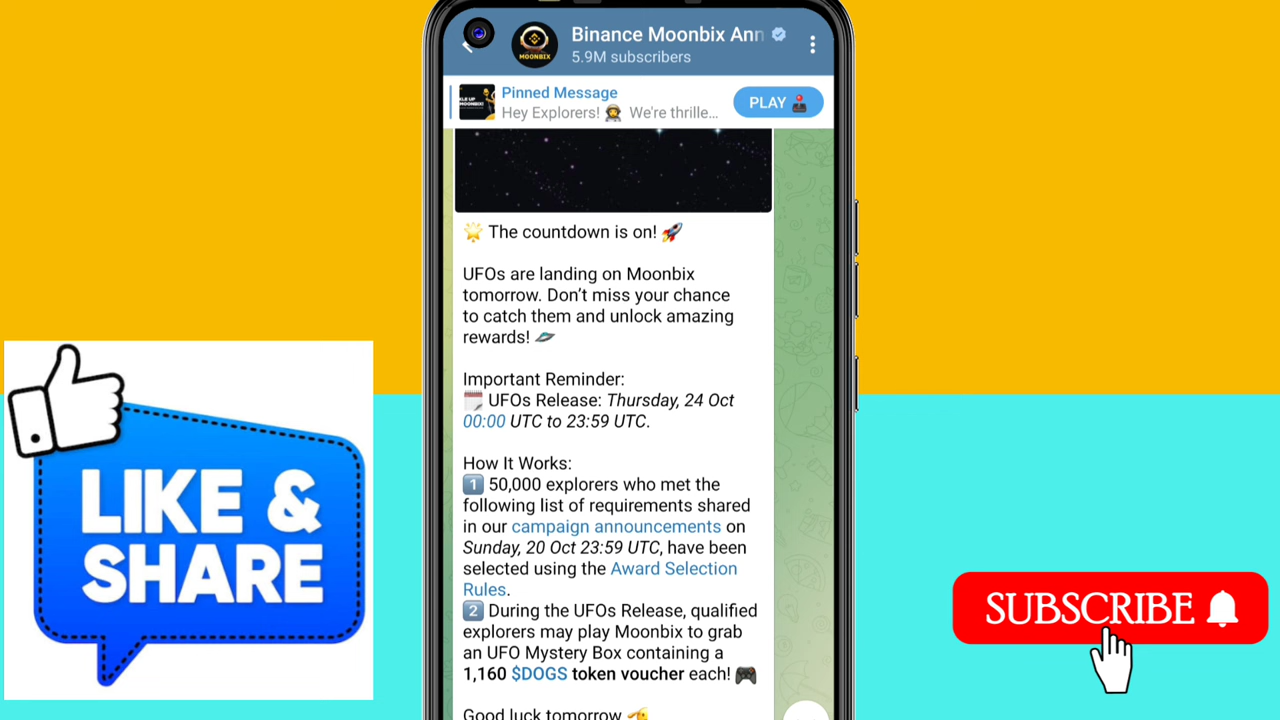 Binance Moonbix Ann
5.9M subscribers
MOONBIX
Pinned Message
Hey Explorers! 👩‍🚀 We're thrille...
PLAY 🕹️
KLE UP
MOONBIX!
🌟 The countdown is on! 🚀
UFOs are landing on Moonbix
tomorrow. Don’t miss your chance
to catch them and unlock amazing
rewards! 🛸
Important Reminder:
🗓️ UFOs Release: Thursday, 24 Oct
00:00 UTC to 23:59 UTC.
How It Works:
1️⃣ 50,000 explorers who met the
following list of requirements shared
in our campaign announcements on
Sunday, 20 Oct 23:59 UTC, have been
selected using the Award Selection
Rules.
2️⃣ During the UFOs Release, qualified
explorers may play Moonbix to grab
an UFO Mystery Box containing a
1,160 $DOGS token voucher each! 🎮
Good luck tomorrow 🫡
LIKE &
SHARE
SUBSCRIBE